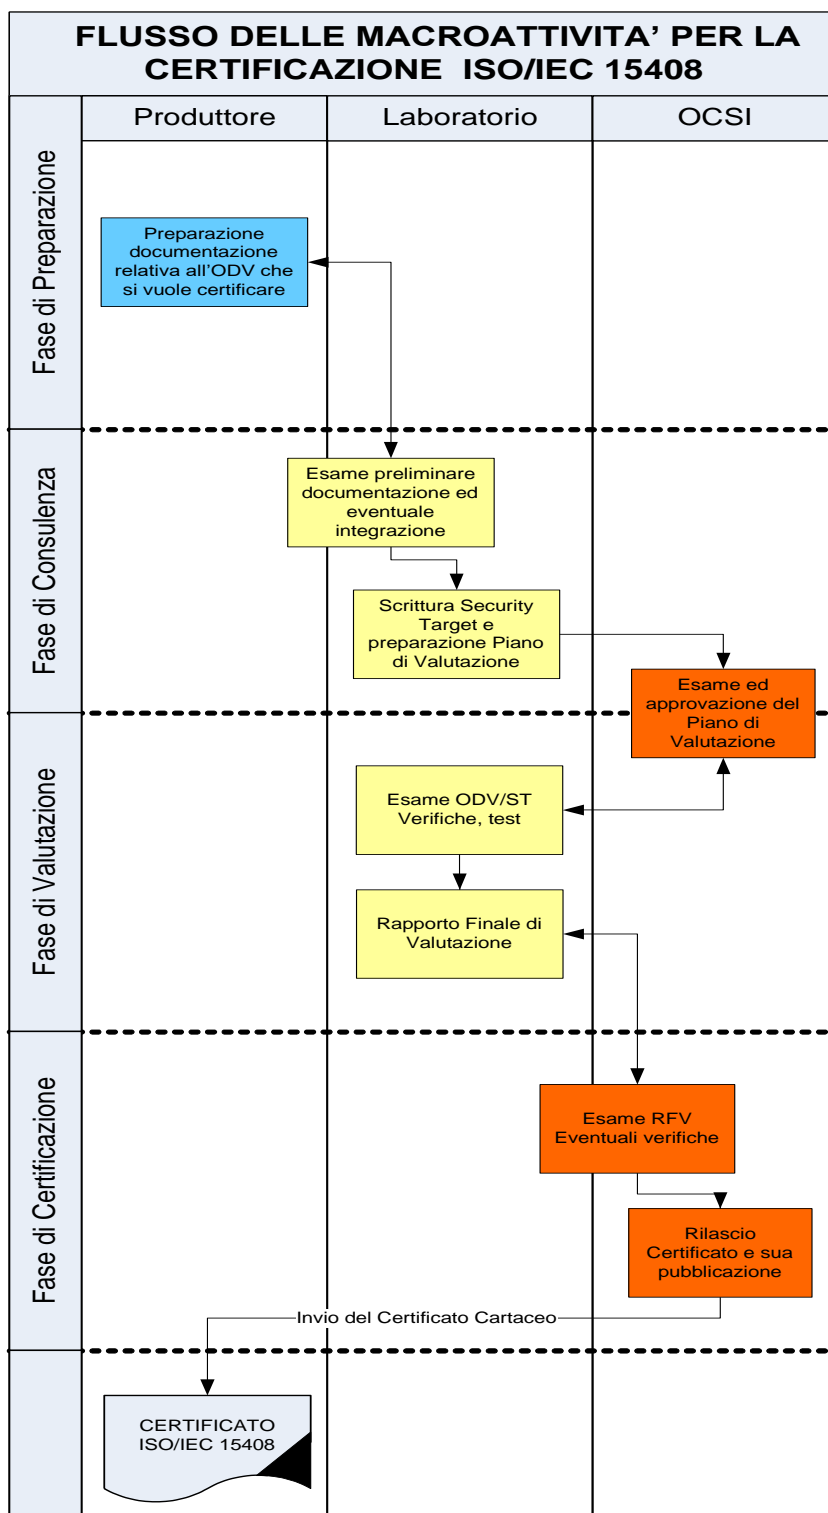 FLUSSO DELLE MACROATTIVITA’ PER LA
CERTIFICAZIONE ISO/IEC 15408
Produttore
Laboratorio
OCSI
Fase di Preparazione
Preparazione
documentazione
relativa all’ODV che
si vuole certificare
Fase di Consulenza
Esame preliminare
documentazione ed
eventuale
integrazione
Scrittura Security
Target e
preparazione Piano
di Valutazione
Esame ed
approvazione del
Piano di
Valutazione
Fase di Valutazione
Esame ODV/ST
Verifiche, test
Rapporto Finale di
Valutazione
Fase di Certificazione
Esame RFV
Eventuali verifiche
Rilascio
Certificato e sua
pubblicazione
Invio del Certificato Cartaceo
CERTIFICATO
ISO/IEC 15408